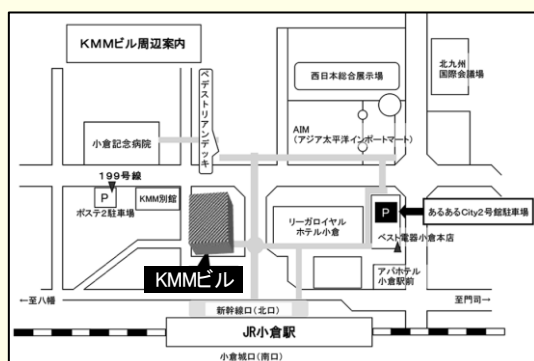 KMMビル周辺案内
ペデストリアンデッキ
西日本総合展示場
北九州
国際会議場
小倉記念病院
AIM
（アジア太平洋インポートマート）
199号線
P
ポステ2駐車場
KMM別館
リーガロイヤル
ホテル小倉
P
あるあるCity2号館駐車場
ベスト電器小倉本店
KMMビル
アパホテル
小倉駅前
←至八幡
新幹線口（北口）
至門司→
JR小倉駅
小倉城口（南口）